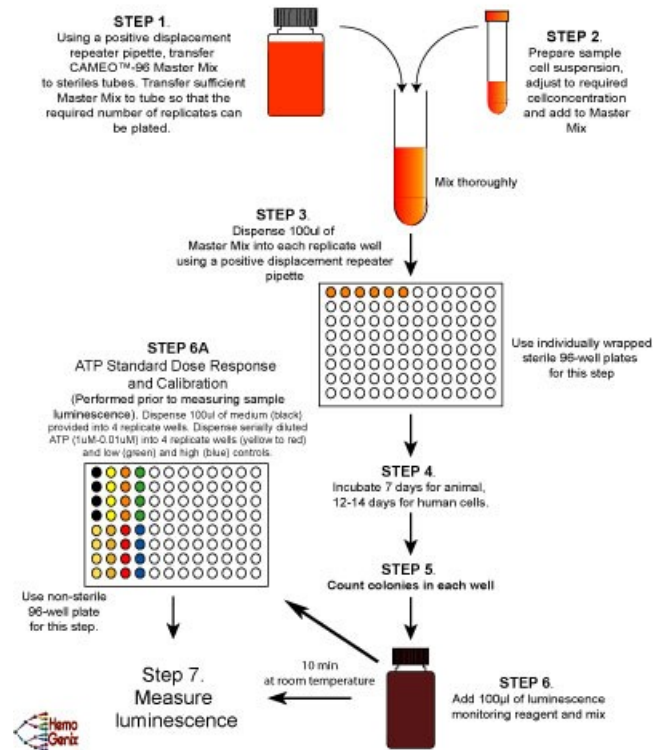 STEP 1.
Using a positive displacement
repeater pipette, transfer
CAMEO™-96 Master Mix
to steriles tubes. Transfer sufficient
Master Mix to tube so that the
required number of replicates can
be plated.
STEP 2.
Prepare sample
cell suspension,
adjust to required
cellconcentration
and add to Master
Mix
Mix thoroughly
STEP 3.
Dispense 100ul of
Master Mix into each replicate well
using a positive displacement repeater
pipette
Use individually wrapped
sterile 96-well plates
for this step
STEP 6A
ATP Standard Dose Response
and Calibration
(Performed prior to measuring sample
luminescence). Dispense 100ul of medium (black)
provided into 4 replicate wells. Dispense serially diluted
ATP (1uM-0.01uM) into 4 replicate wells (yellow to red)
and low (green) and high (blue) controls.
STEP 4.
Incubate 7 days for animal,
12-14 days for human cells.
STEP 5.
Count colonies in each well
Use non-sterile
96-well plate
for this step.
Step 7.
Measure
luminescence
10 min
at room temperature
STEP 6.
Add 100µl of luminescence
monitoring reagent and mix
Hemo
Genix